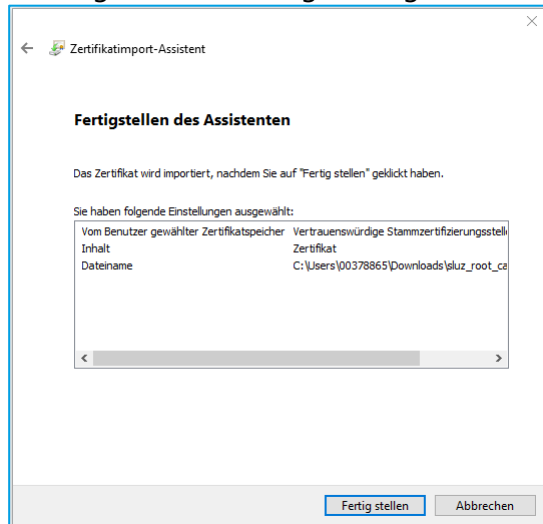 Zertifikatimport-Assistent
Fertigstellen des Assistenten
Das Zertifikat wird importiert, nachdem Sie auf "Fertig stellen" geklickt haben.
Sie haben folgende Einstellungen ausgewählt:
Vom Benutzer gewählter Zertifikatspeicher Vertrauenswürdige Stammzertifizierungsstelle
Inhalt Zertifikat
Dateiname C:\Users\00378865\Downloads\sluz_root_ca
Fertig stellen Abbrechen